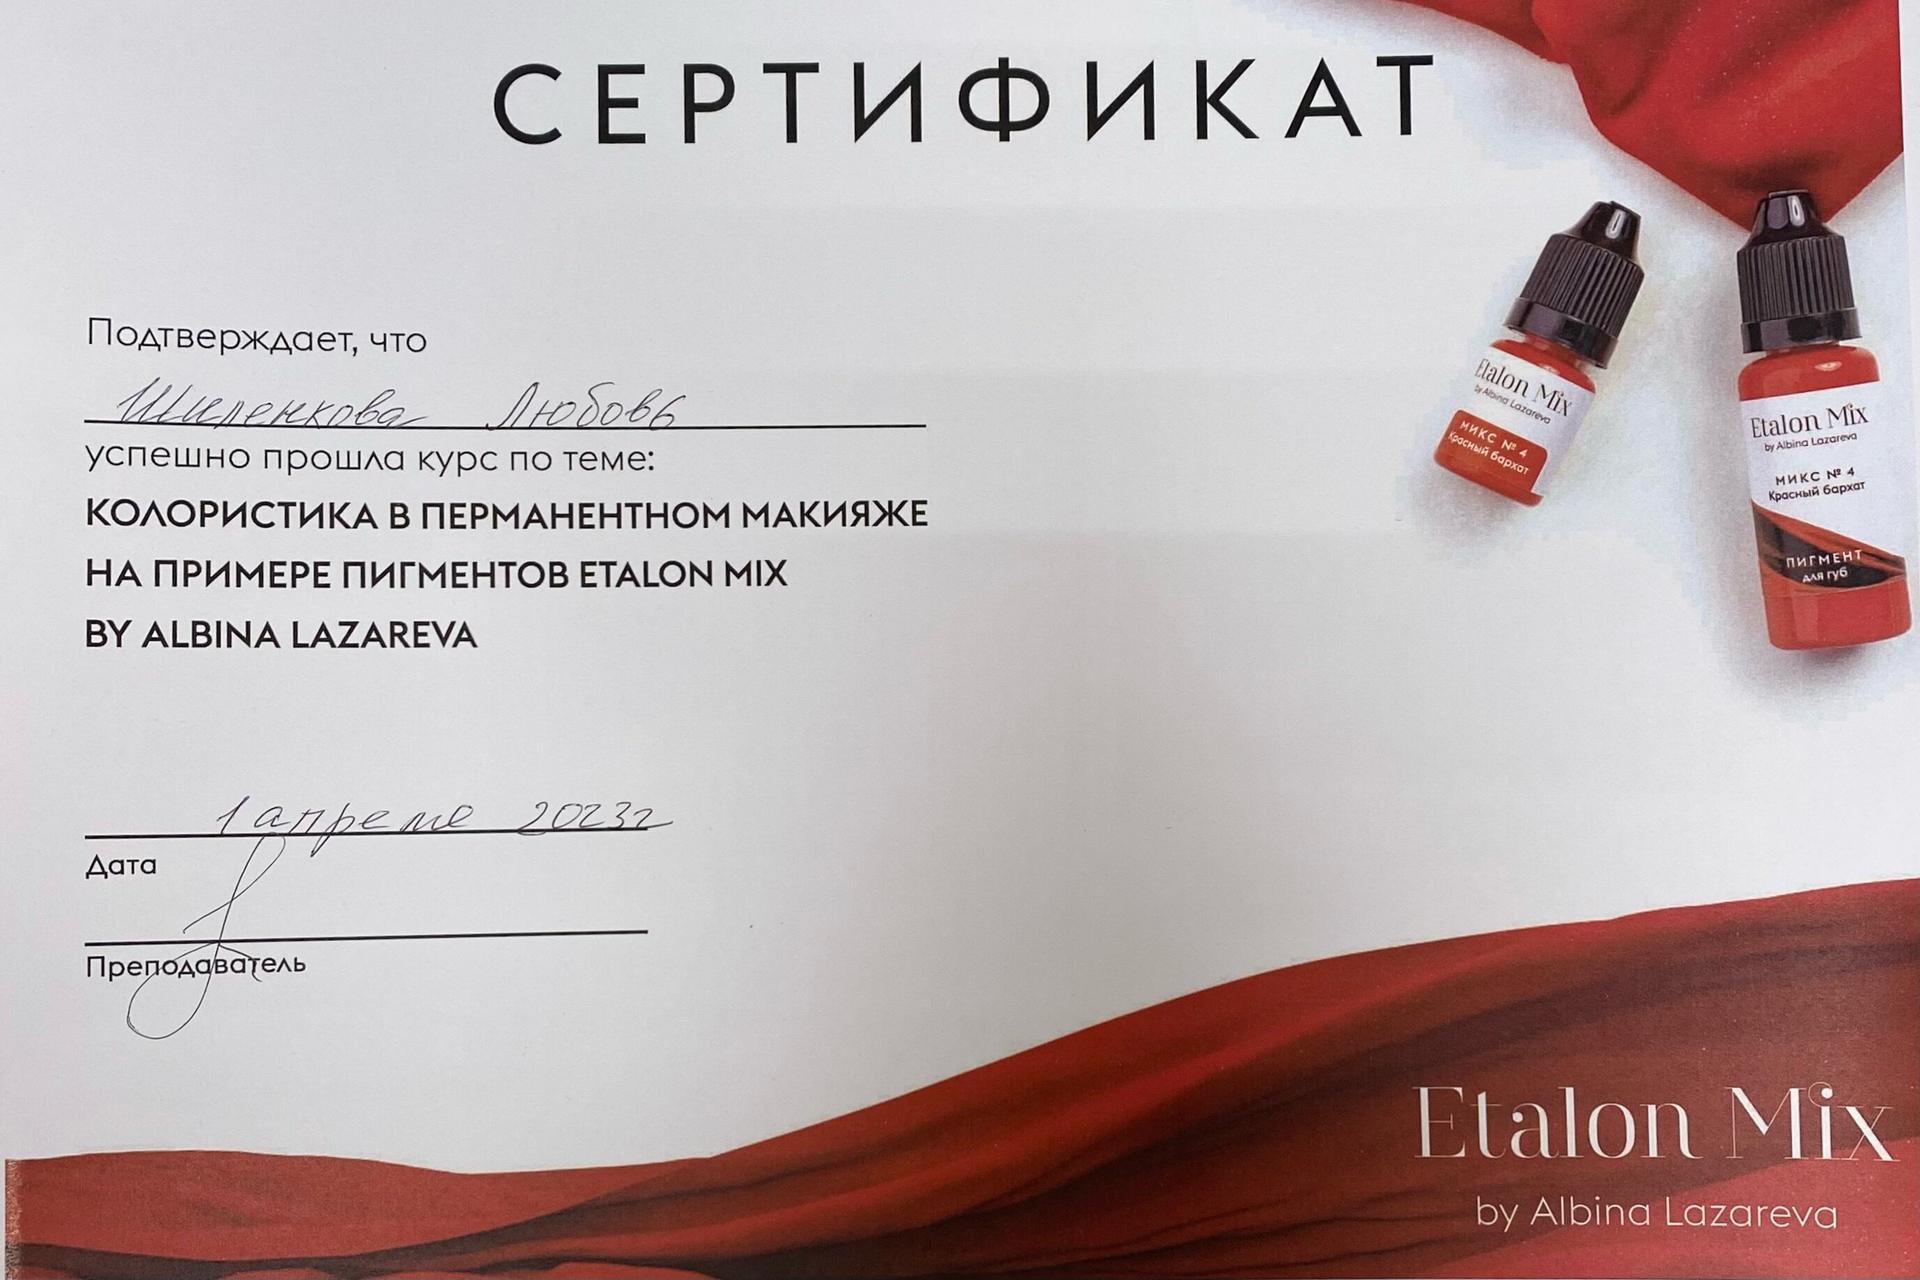 СЕРТИФИКАТ
Подтверждает, что
Шиленкова Любовь
успешно прошла курс по теме:
КОЛОРИСТИКА В ПЕРМАНЕНТНОМ МАКИЯЖЕ
НА ПРИМЕРЕ ПИГМЕНТОВ ETALON MIX
BY ALBINA LAZAREVA
1 апреля 2023г
Дата
Преподаватель
Etalon Mix
by Albina Lazareva
МИКС № 4
Красный бархат
Etalon Mix
by Albina Lazareva
МИКС № 4
Красный бархат
ПИГМЕНТ
для губ
Etalon Mix
by Albina Lazareva